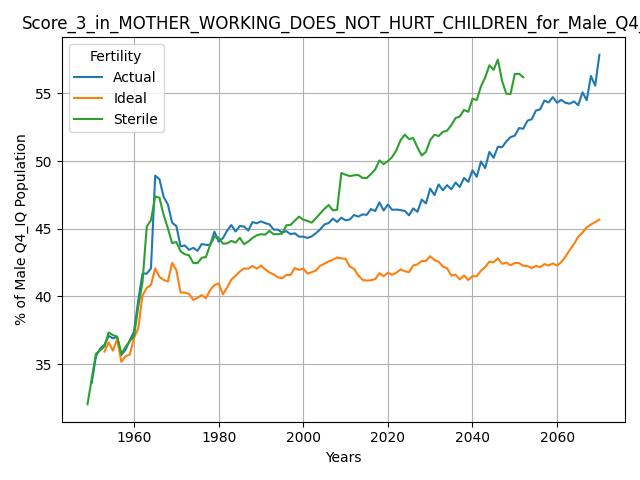 Score_3_in_MOTHER_WORKING_DOES_NOT_HURT_CHILDREN_for_Male_Q4_
Fertility
Actual
Ideal
Sterile
% of Male Q4_IQ Population
55
50
45
40
35
1960
1980
2000
2020
2040
2060
Years